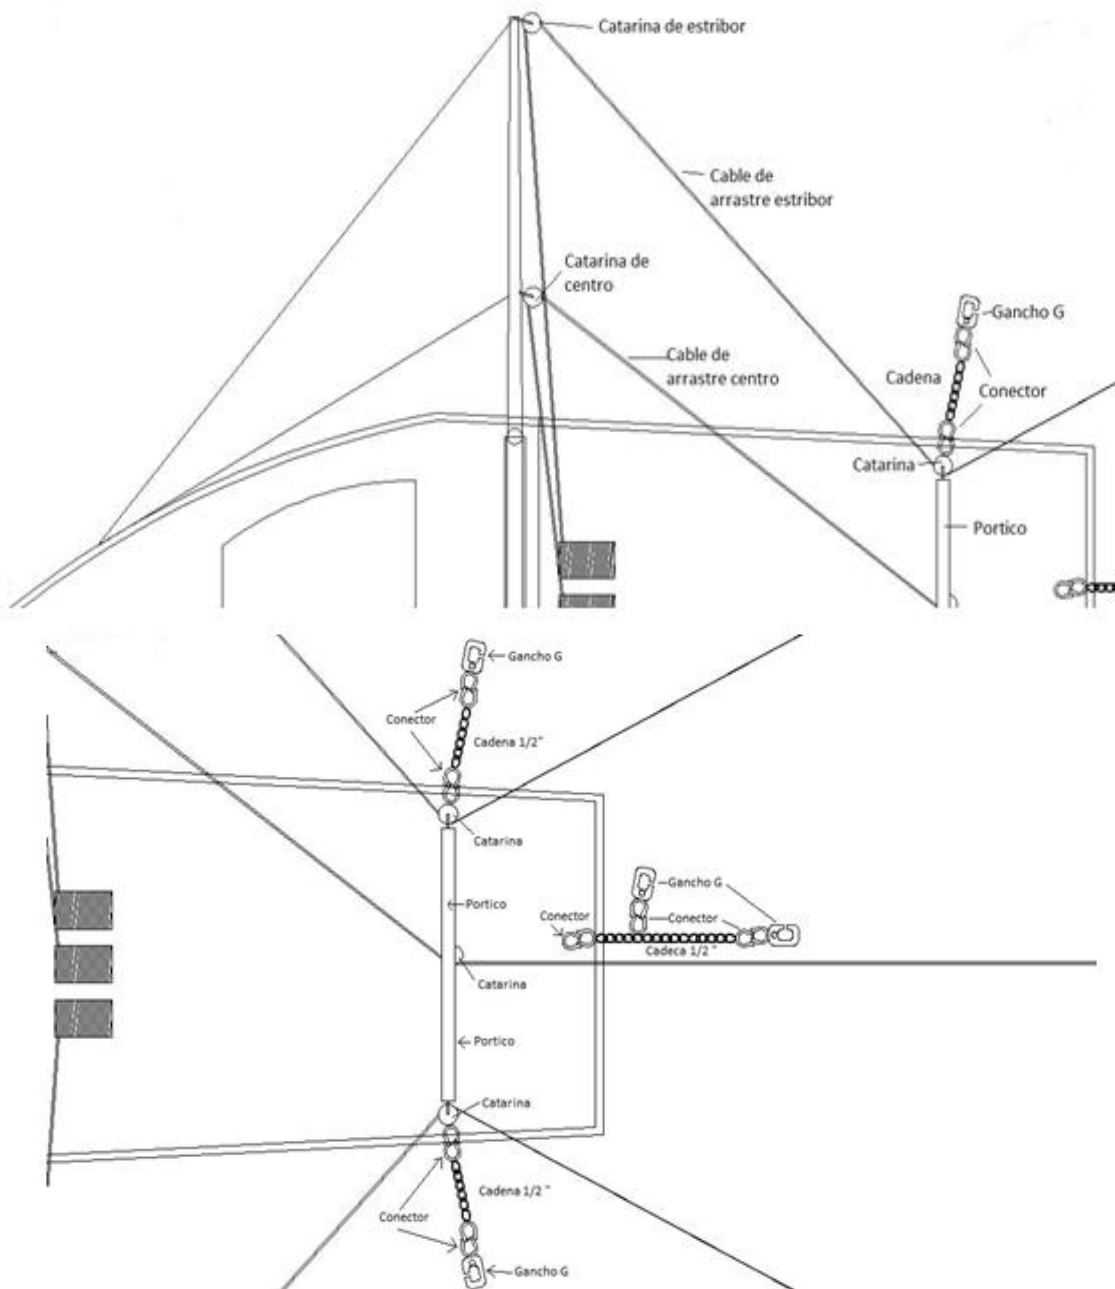 Catarina de estribor
Cable de
arrastre estribor
Catarina de
centro
Gancho G
Cable de
arrastre centro
Cadena
Conector
Catarina
Portico
Gancho G
Conector
Cadena 1/2"
Catarina
Gancho G
Portico
Conector
Conector
Cadeca 1/2 "
Catarina
Portico
Catarina
Cadena 1/2 "
Conector
Gancho G